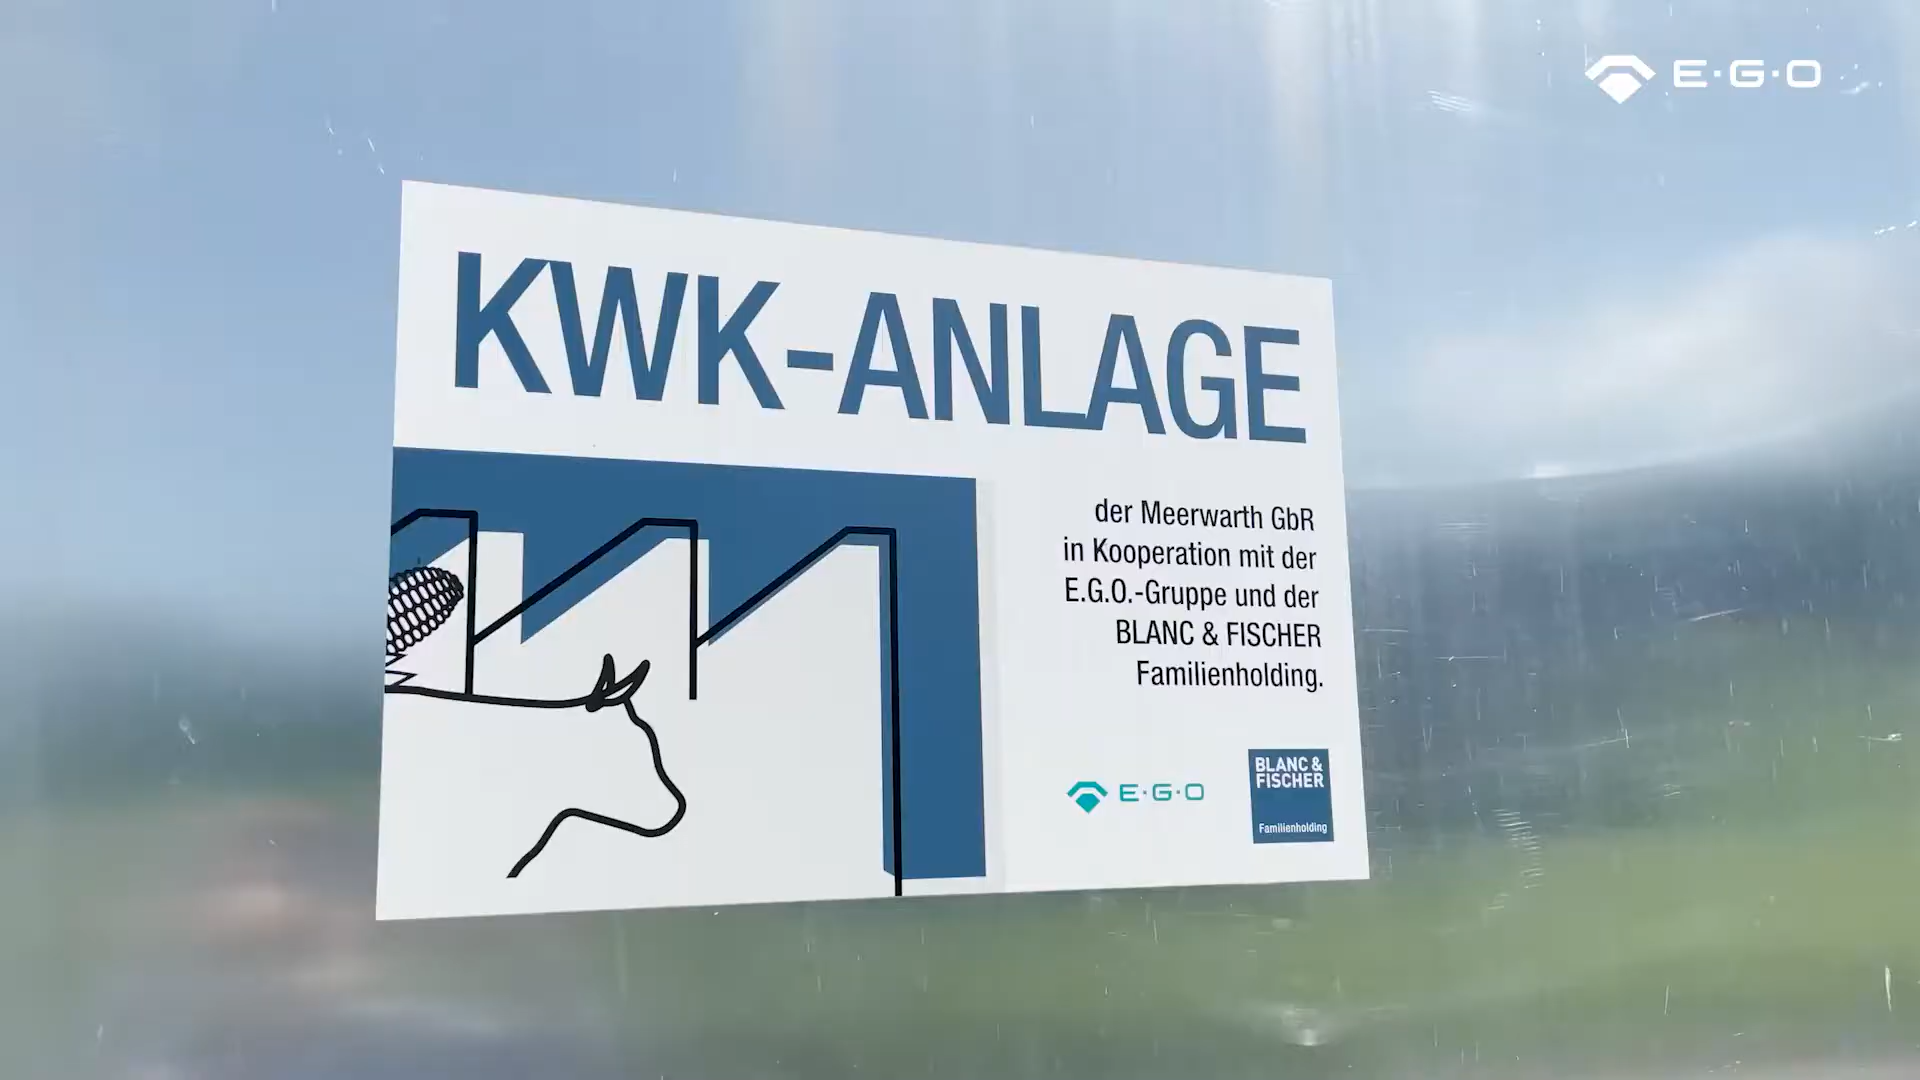 E·G·O
KWK-ANLAGE
der Meerwarth GbR
in Kooperation mit der
E.G.O.-Gruppe und der
BLANC & FISCHER
Familienholding.
E·G·O
BLANC &
FISCHER
Familienholding